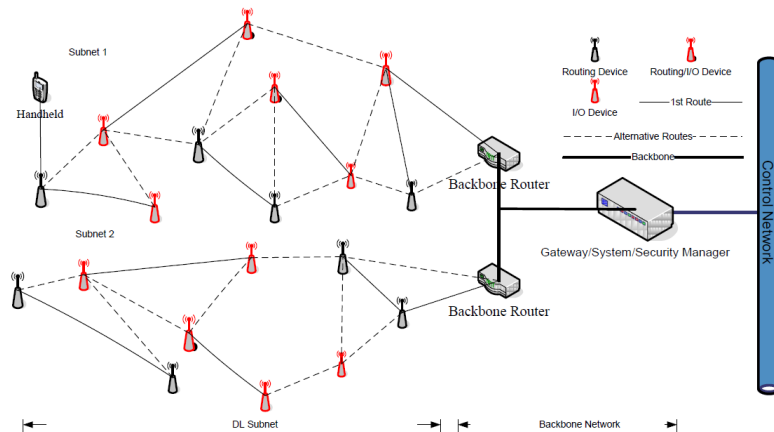 Subnet 1
Handheld
Subnet 2
Routing Device
Routing/I/O Device
I/O Device
1st Route
Alternative Routes
Backbone
Backbone Router
Gateway/System/Security Manager
Backbone Router
Control Network
DL Subnet
Backbone Network